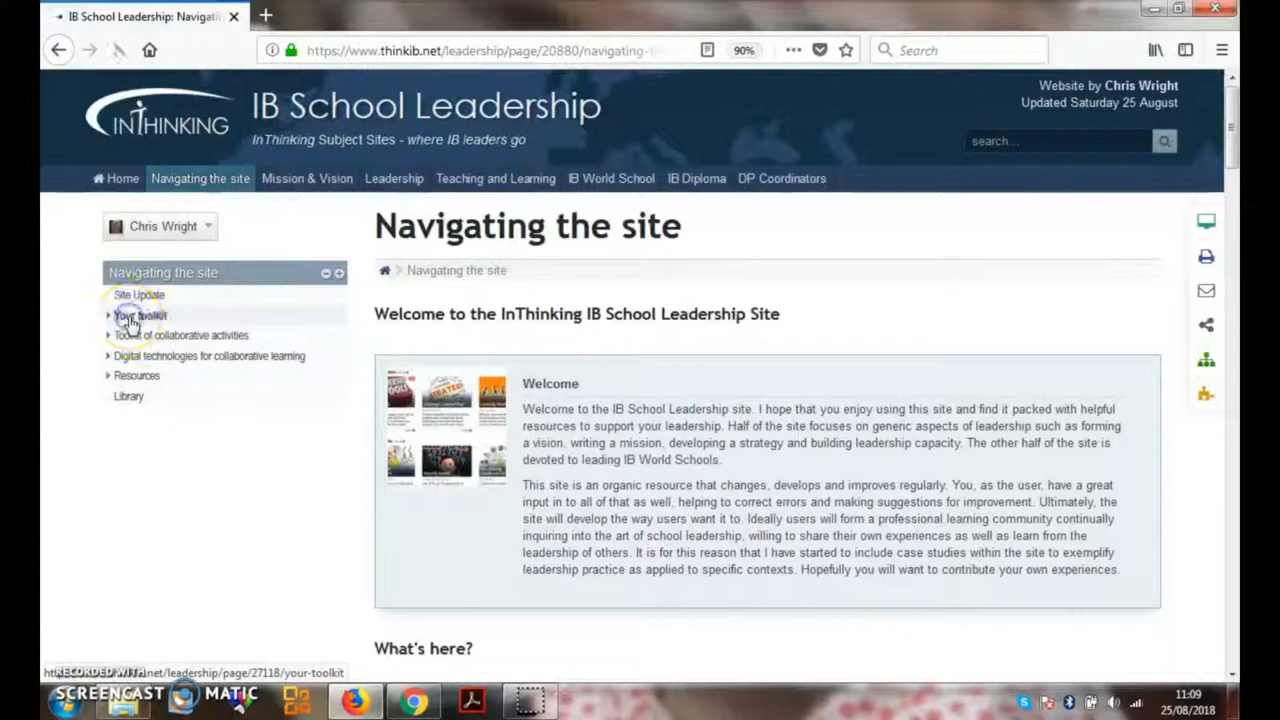 IB School Leadership: Navigatin
https://www.thinkib.net/leadership/page/20880/navigating-t
90%
Search
INTHINKING
IB School Leadership
InThinking Subject Sites - where IB leaders go
Website by Chris Wright
Updated Saturday 25 August
search...
Home
Navigating the site
Mission & Vision
Leadership
Teaching and Learning
IB World School
IB Diploma
DP Coordinators
Chris Wright
Navigating the site
Site Update
Your toolkit
Toolkit of collaborative activities
Digital technologies for collaborative learning
Resources
Library
Navigating the site
Navigating the site
Welcome to the InThinking IB School Leadership Site
Welcome
Welcome to the IB School Leadership site. I hope that you enjoy using this site and find it packed with helpful
resources to support your leadership. Half of the site focuses on generic aspects of leadership such as forming
a vision, writing a mission, developing a strategy and building leadership capacity. The other half of the site is
devoted to leading IB World Schools.
This site is an organic resource that changes, develops and improves regularly. You, as the user, have a great
input in to all of that as well, helping to correct errors and making suggestions for improvement. Ultimately, the
site will develop the way users want it to. Ideally users will form a professional learning community continually
inquiring into the art of school leadership, willing to share their own experiences as well as learn from the
leadership of others. It is for this reason that I have started to include case studies within the site to exemplify
leadership practice as applied to specific contexts. Hopefully you will want to contribute your own experiences.
What's here?
.net/leadership/page/27118/your-toolkit
RECORDED WITH
SCREENCAST MATIC
11:09
25/08/2018